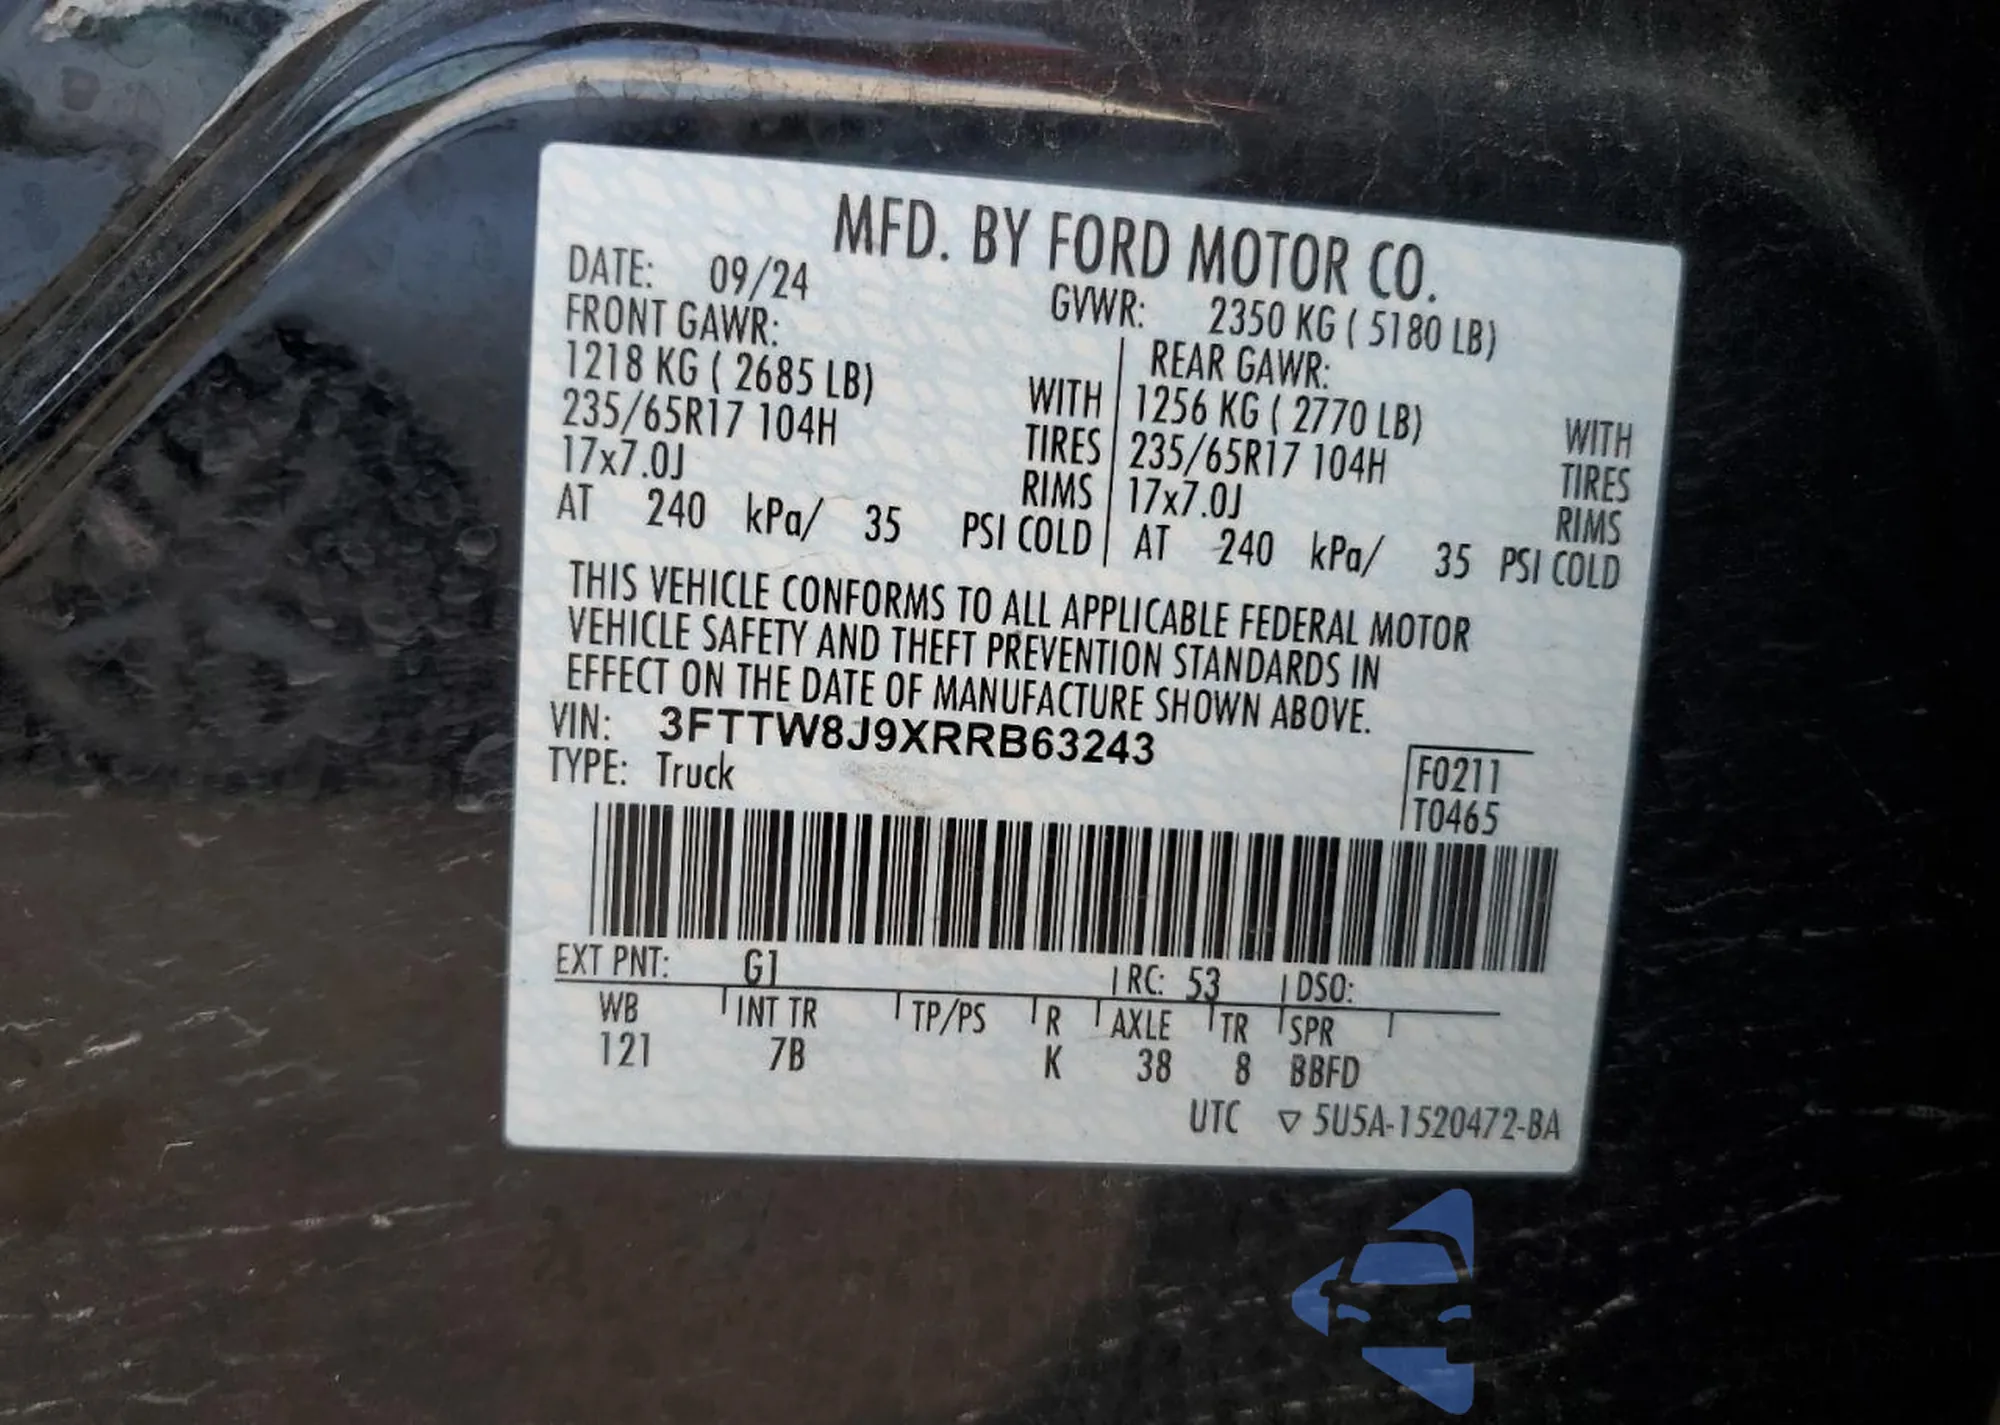 MFD. BY FORD MOTOR CO.
DATE: 09/24 GVWR: 2350 KG ( 5180 LB)
FRONT GAWR: REAR GAWR:
1218 KG ( 2685 LB) WITH 1256 KG ( 2770 LB) WITH
235/65R17 104H TIRES 235/65R17 104H TIRES
17x7.0J RIMS 17x7.0J RIMS
AT 240 kPa/ 35 PSI COLD AT 240 kPa/ 35 PSI COLD
THIS VEHICLE CONFORMS TO ALL APPLICABLE FEDERAL MOTOR
VEHICLE SAFETY AND THEFT PREVENTION STANDARDS IN
EFFECT ON THE DATE OF MANUFACTURE SHOWN ABOVE.
VIN: 3FTTW8J9XRRB63243
TYPE: Truck
F0211
T0465
EXT PNT: G1 RC: 53 DSO:
WB INT TR TP/PS R AXLE TR SPR
121 7B K 38 8 BBFD
UTC ▽ 5U5A-1520472-BA